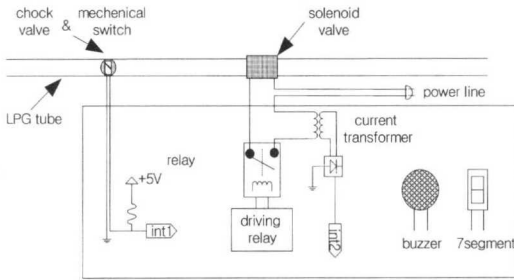 chock mechenical
valve & switch
solenoid
valve
power line
LPG tube
current
transformer
relay
+5V
int1
driving
relay
int2
buzzer 7segment